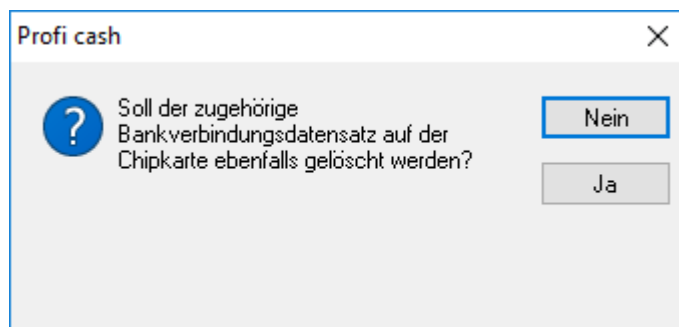 Profi cash
Soll der zugehörige
Bankverbindungsdatensatz auf der
Chipkarte ebenfalls gelöscht werden?
Nein
Ja